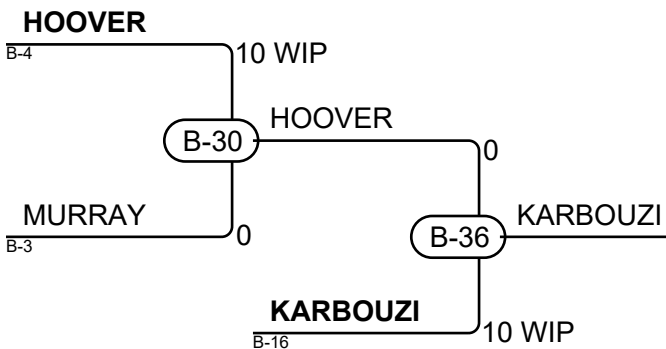 HOOVER
B-4
10 WIP
HOOVER
B-30
0
MURRAY
B-3
0
KARBOUZI
B-36
KARBOUZI
B-16
10 WIP